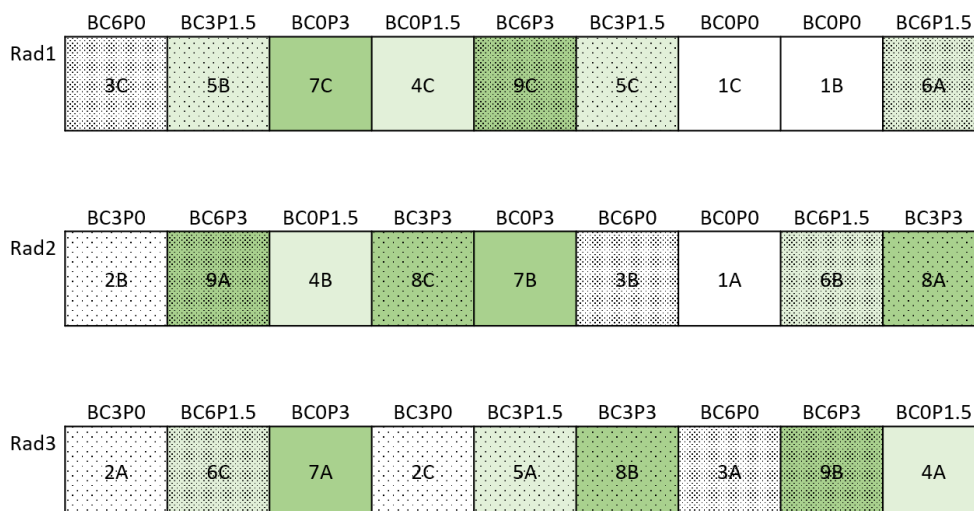 BC6P0 BC3P1.5 BC0P3 BC0P1.5 BC6P3 BC3P1.5 BC0P0 BC0P0 BC6P1.5
Rad1
3C 5B 7C 4C 9C 5C 1C 1B 6A
BC3P0 BC6P3 BC0P1.5 BC3P3 BC0P3 BC6P0 BC0P0 BC6P1.5 BC3P3
Rad2
2B 9A 4B 8C 7B 3B 1A 6B 8A
BC3P0 BC6P1.5 BC0P3 BC3P0 BC3P1.5 BC3P3 BC6P0 BC6P3 BC0P1.5
Rad3
2A 6C 7A 2C 5A 8B 3A 9B 4A